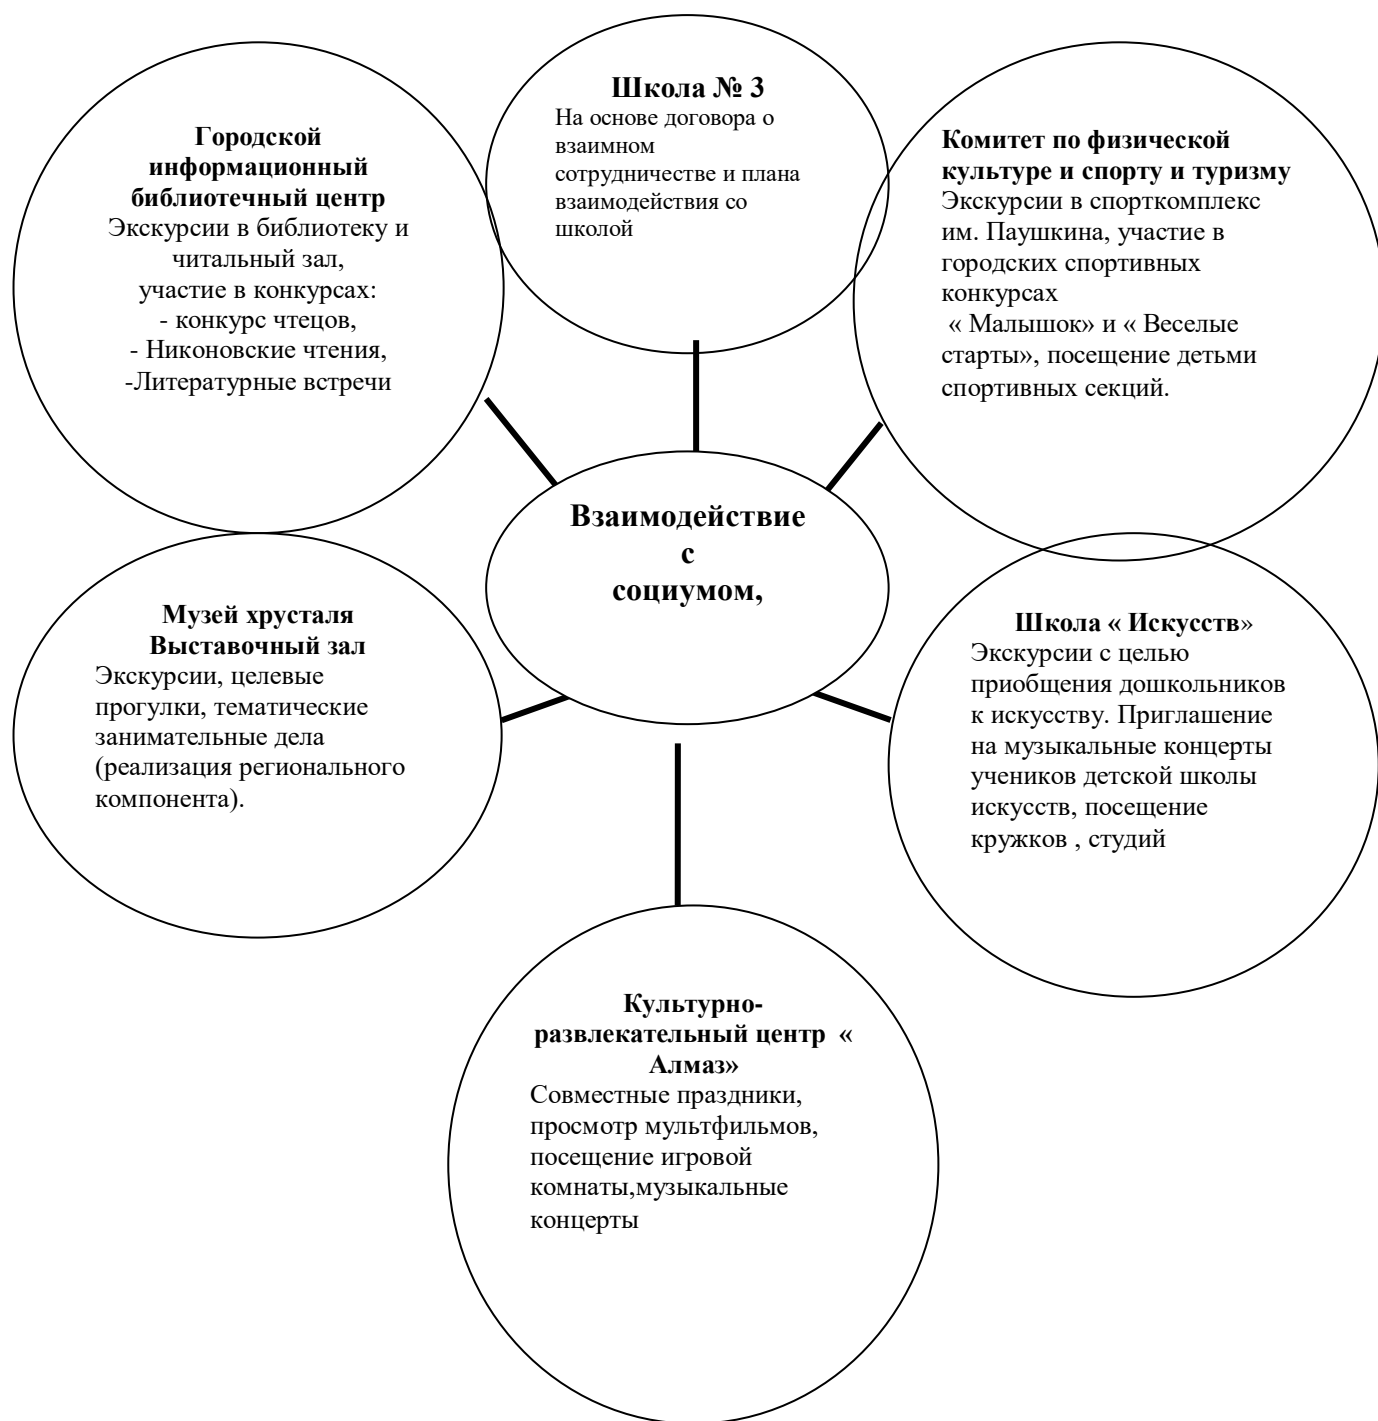 Школа № 3
На основе договора о
взаимном
сотрудничестве и плана
взаимодействия со
школой
Городской
информационный
библиотечный центр
Экскурсии в библиотеку и
читальный зал,
участие в конкурсах:
- конкурс чтецов,
- Никоновские чтения,
-Литературные встречи
Комитет по физической
культуре и спорту и туризму
Экскурсии в спорткомплекс
им. Паушкина, участие в
городских спортивных
конкурсах
« Малышок» и « Веселые
старты», посещение детьми
спортивных секций.
Взаимодействие
с
социумом,
Музей хрусталя
Выставочный зал
Экскурсии, целевые
прогулки, тематические
занимательные дела
(реализация регионального
компонента).
Школа « Искусств»
Экскурсии с целью
приобщения дошкольников
к искусству. Приглашение
на музыкальные концерты
учеников детской школы
искусств, посещение
кружков , студий
Культурно-
развлекательный центр «
Алмаз»
Совместные праздники,
просмотр мультфильмов,
посещение игровой
комнаты,музыкальные
концерты